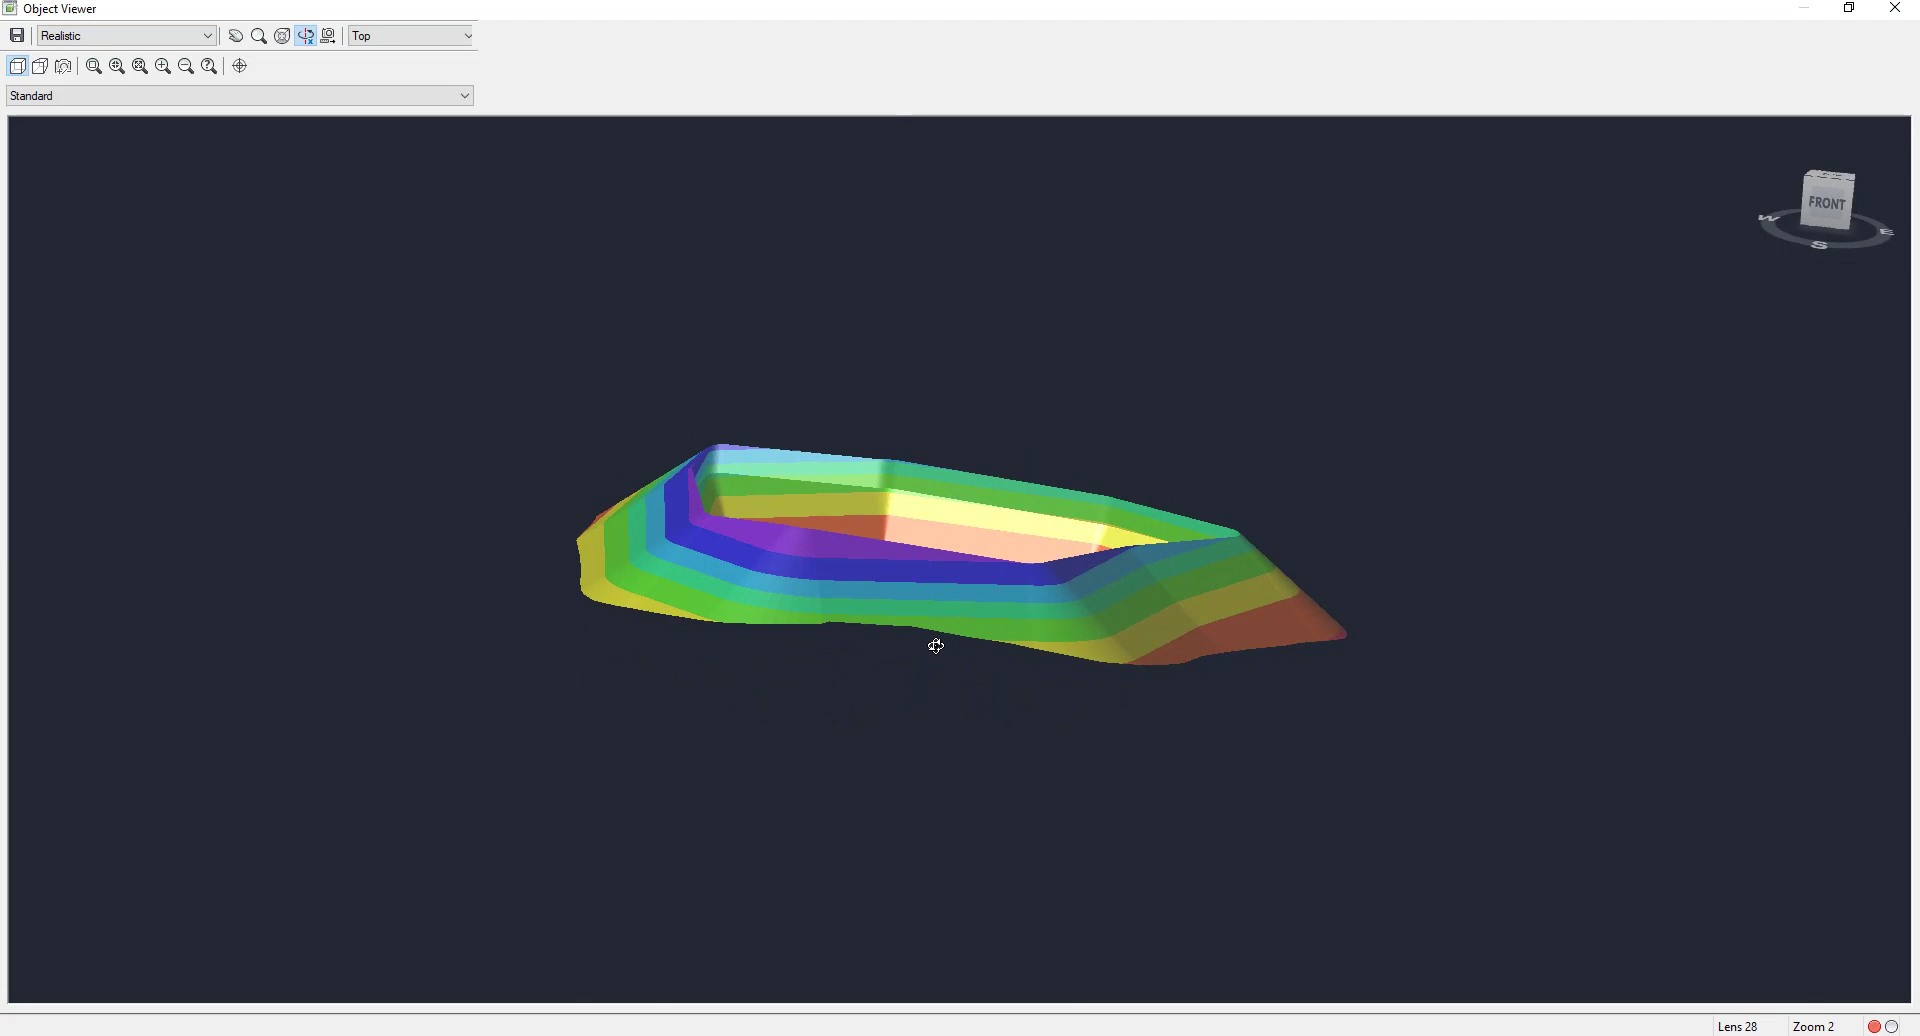 Object Viewer
Realistic
Top
Standard
FRONT
W
S
E
Lens 28
Zoom 2